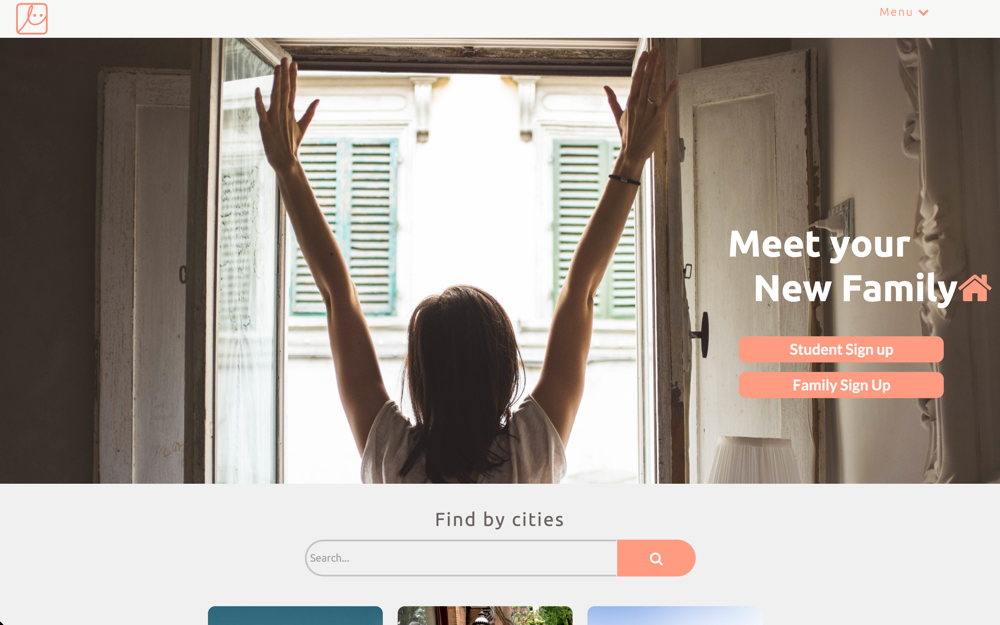 Menu
Meet your
New Family
Student Sign up
Family Sign Up
Find by cities
Search...